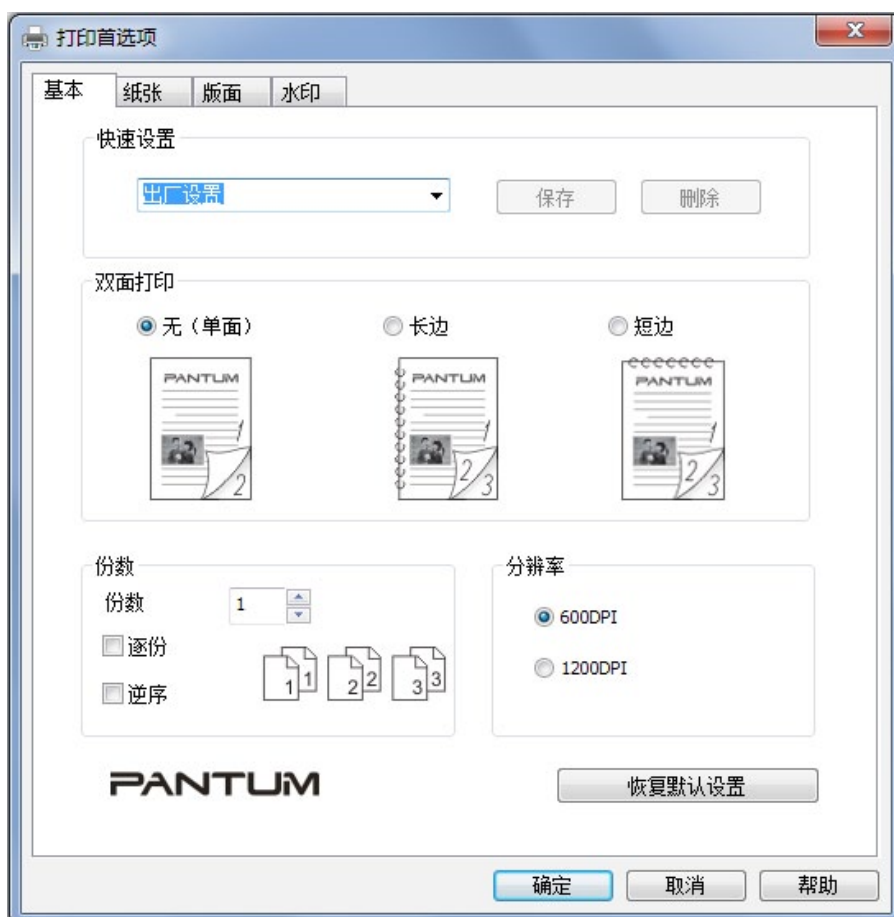 打印首选项
基本 纸张 版面 水印
快速设置
出厂设置 保存 删除
双面打印
无（单面） 长边 短边
PANTUM PANTUM PANTUM
1 1 1
2 2 3 2 3
份数 分辨率
份数 1 600DPI
逐份 1200DPI
1 1 2 2 3 3
逆序
PANTUM 恢复默认设置
确定 取消 帮助